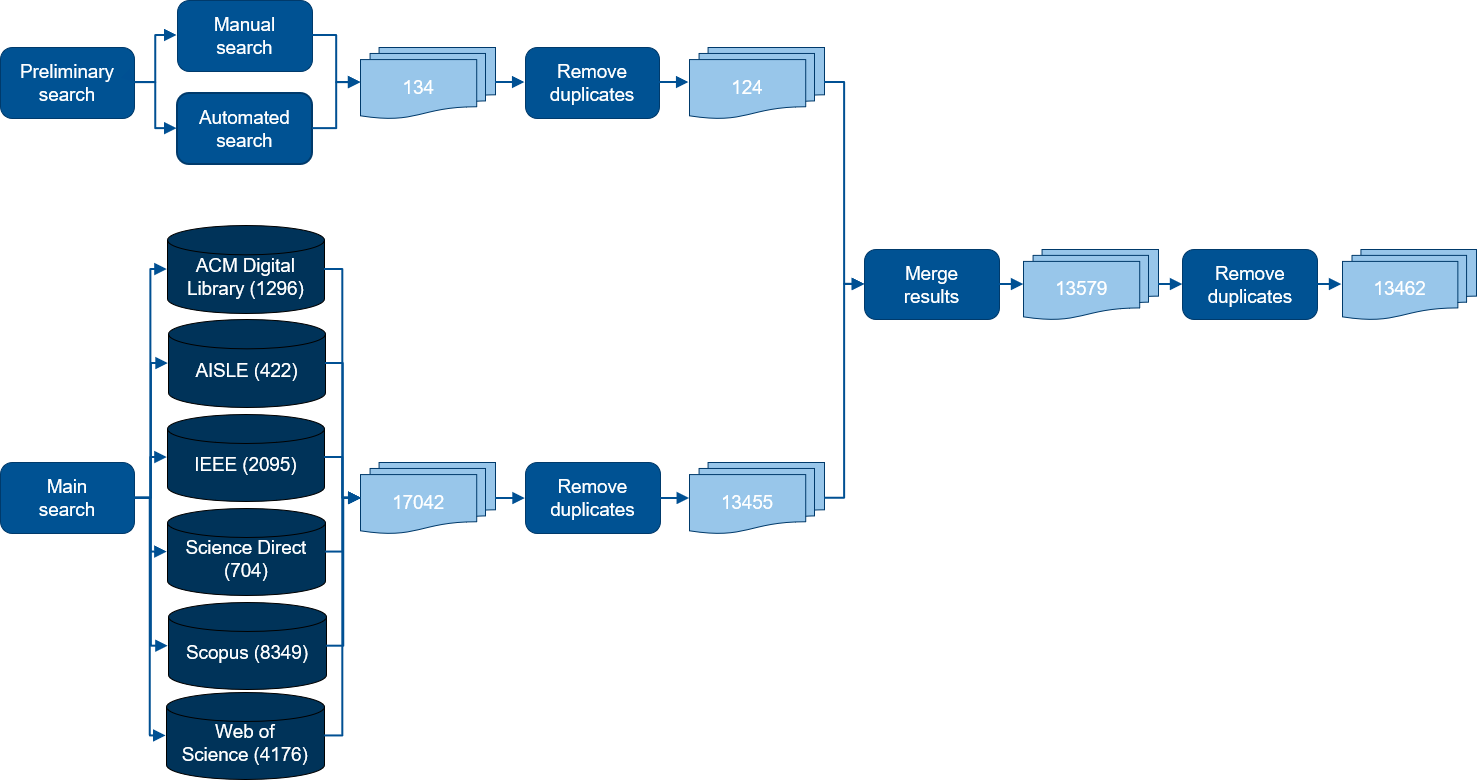 Preliminary
search
Manual
search
Automated
search
134
Remove
duplicates
124
Main
search
ACM Digital
Library (1296)
AISLE (422)
IEEE (2095)
Science Direct
(704)
Scopus (8349)
Web of
Science (4176)
17042
Remove
duplicates
13455
Merge
results
13579
Remove
duplicates
13462